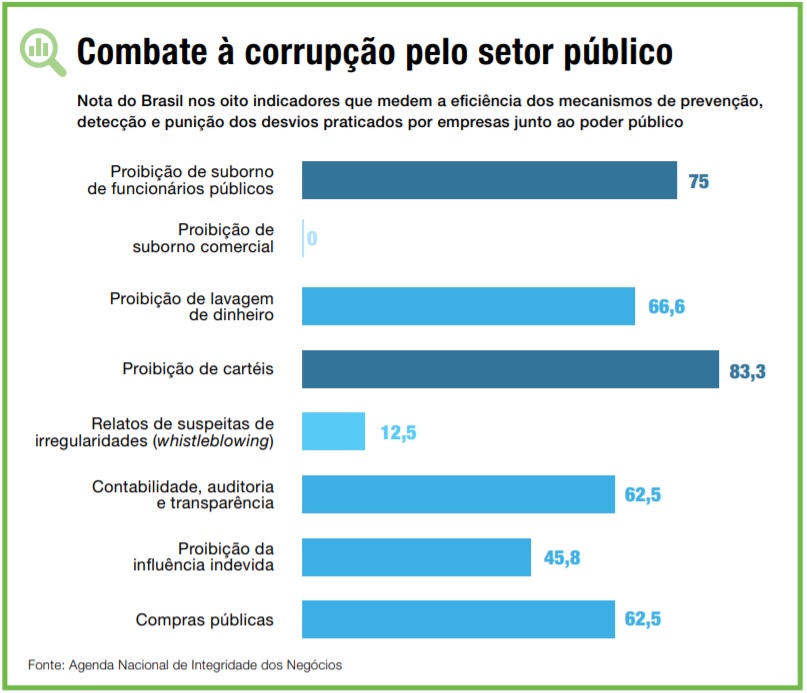 Combate à corrupção pelo setor público
Nota do Brasil nos oito indicadores que medem a eficiência dos mecanismos de prevenção,
detecção e punição dos desvios praticados por empresas junto ao poder público
Proibição de suborno
de funcionários públicos
75
Proibição de
suborno comercial
0
Proibição de lavagem
de dinheiro
66,6
Proibição de cartéis
83,3
Relatos de suspeitas de
irregularidades (whistleblowing)
12,5
Contabilidade, auditoria
e transparência
62,5
Proibição da
influência indevida
45,8
Compras públicas
62,5
Fonte: Agenda Nacional de Integridade dos Negócios